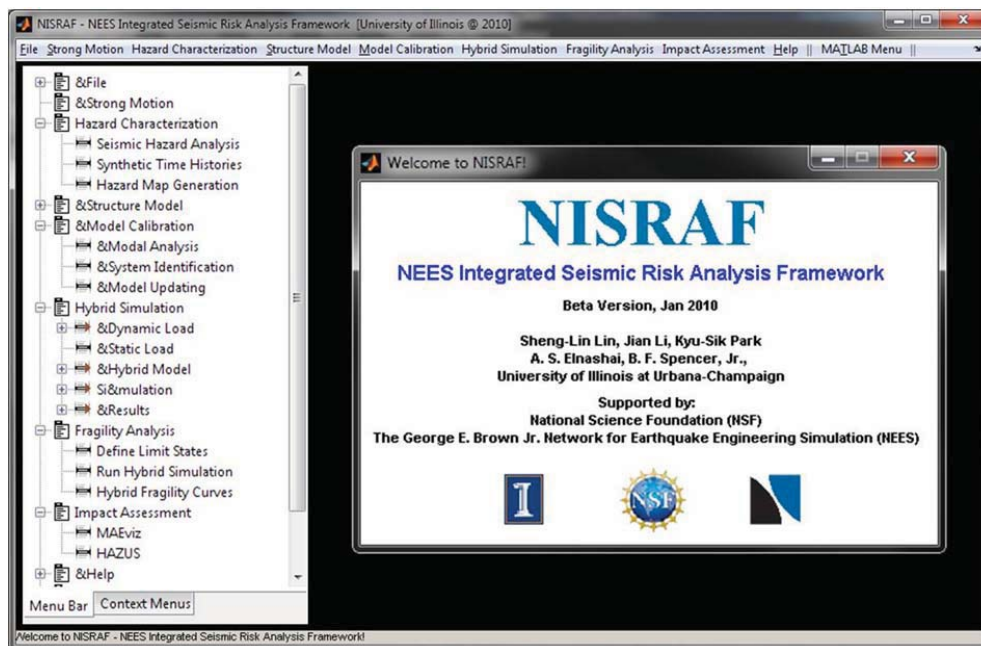 NISRAF - NEES Integrated Seismic Risk Analysis Framework [University of Illinois @ 2010]
File Strong Motion Hazard Characterization Structure Model Model Calibration Hybrid Simulation Fragility Analysis Impact Assessment Help || MATLAB Menu ||
&File
&Strong Motion
Hazard Characterization
Seismic Hazard Analysis
Synthetic Time Histories
Hazard Map Generation
&Structure Model
&Model Calibration
&Modal Analysis
&System Identification
&Model Updating
Hybrid Simulation
&Dynamic Load
&Static Load
&Hybrid Model
Si&mulation
&Results
Fragility Analysis
Define Limit States
Run Hybrid Simulation
Hybrid Fragility Curves
Impact Assessment
MAEviz
HAZUS
&Help
Menu Bar Context Menus
Welcome to NISRAF!
NISRAF
NEES Integrated Seismic Risk Analysis Framework
Beta Version, Jan 2010
Sheng-Lin Lin, Jian Li, Kyu-Sik Park
A. S. Elnashai, B. F. Spencer, Jr.,
University of Illinois at Urbana-Champaign
Supported by:
National Science Foundation (NSF)
The George E. Brown Jr. Network for Earthquake Engineering Simulation (NEES)
I NSF
Welcome to NISRAF - NEES Integrated Seismic Risk Analysis Framework!